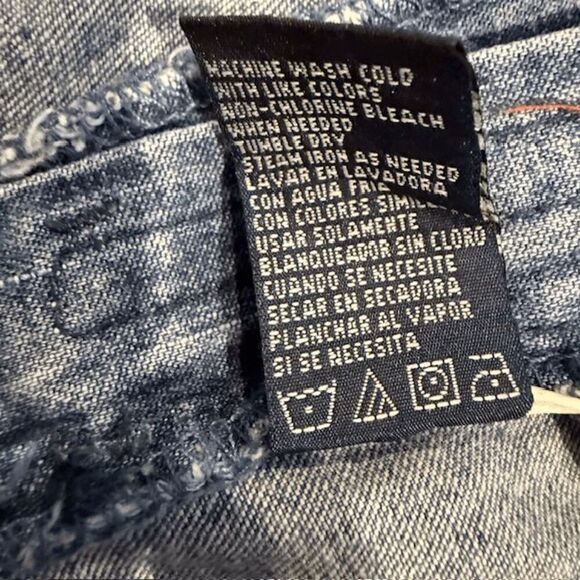 MACHINE WASH COLD
WITH LIKE COLORS
NON-CHLORINE BLEACH
WHEN NEEDED
TUMBLE DRY
STEAM IRON AS NEEDED
LAVAR EN LAVADORA
CON AGUA FRIA
CON COLORES
USAR SOLAMENTE
BLANQUEADOR SIN CLORO
CUANDO SE NECESITE
SECAR EN SECADORA
PLANCHAR AL VAPOR
SI SE NECESITA